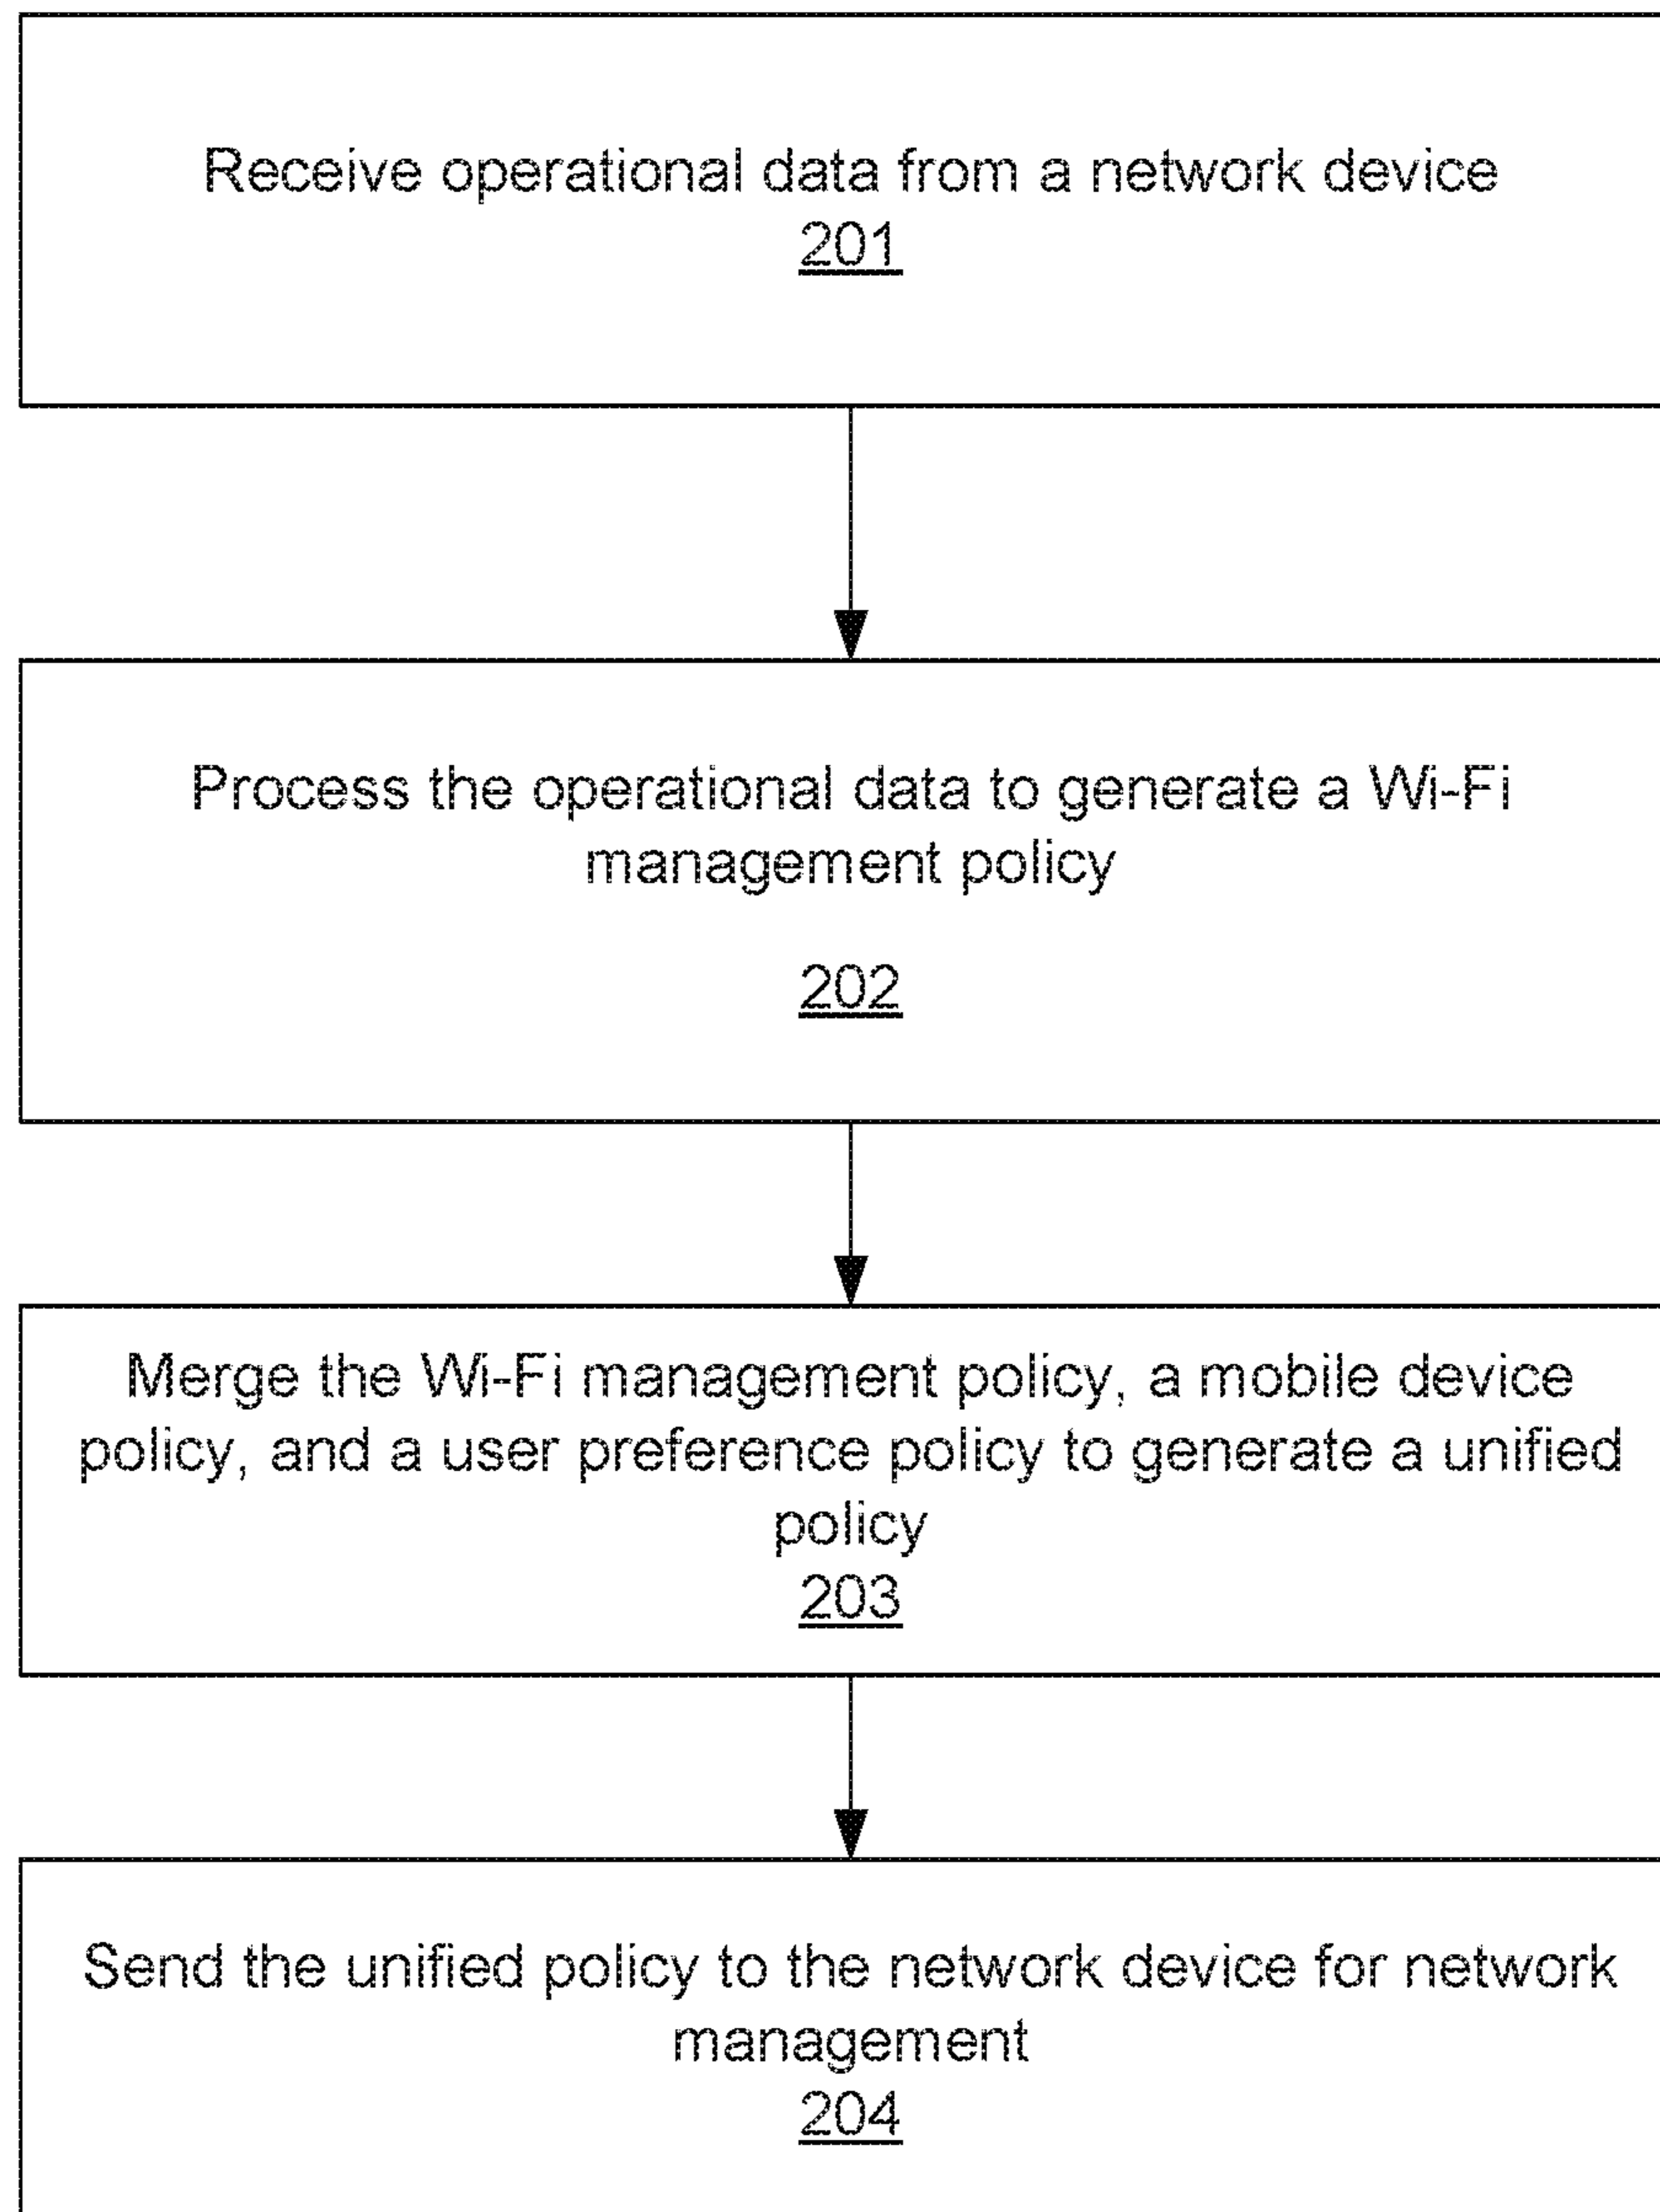 Receive operational data from a network device
201
Process the operational data to generate a Wi-Fi
management policy
202
Merge the Wi-Fi management policy, a mobile device
policy, and a user preference policy to generate a unified
policy
203
Send the unified policy to the network device for network
management
204